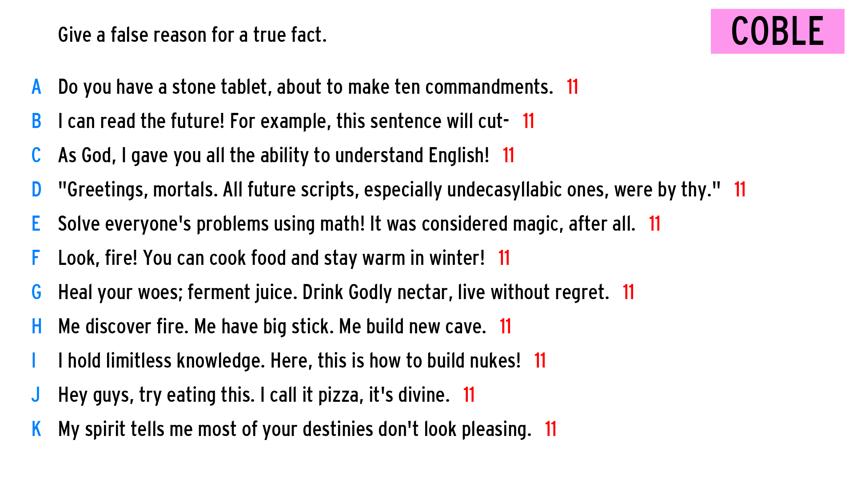 Give a false reason for a true fact.
COBLE
A Do you have a stone tablet, about to make ten commandments. 11
B I can read the future! For example, this sentence will cut- 11
C As God, I gave you all the ability to understand English! 11
D "Greetings, mortals. All future scripts, especially undecasyllabic ones, were by thy." 11
E Solve everyone's problems using math! It was considered magic, after all. 11
F Look, fire! You can cook food and stay warm in winter! 11
G Heal your woes; ferment juice. Drink Godly nectar, live without regret. 11
H Me discover fire. Me have big stick. Me build new cave. 11
I I hold limitless knowledge. Here, this is how to build nukes! 11
J Hey guys, try eating this. I call it pizza, it's divine. 11
K My spirit tells me most of your destinies don't look pleasing. 11